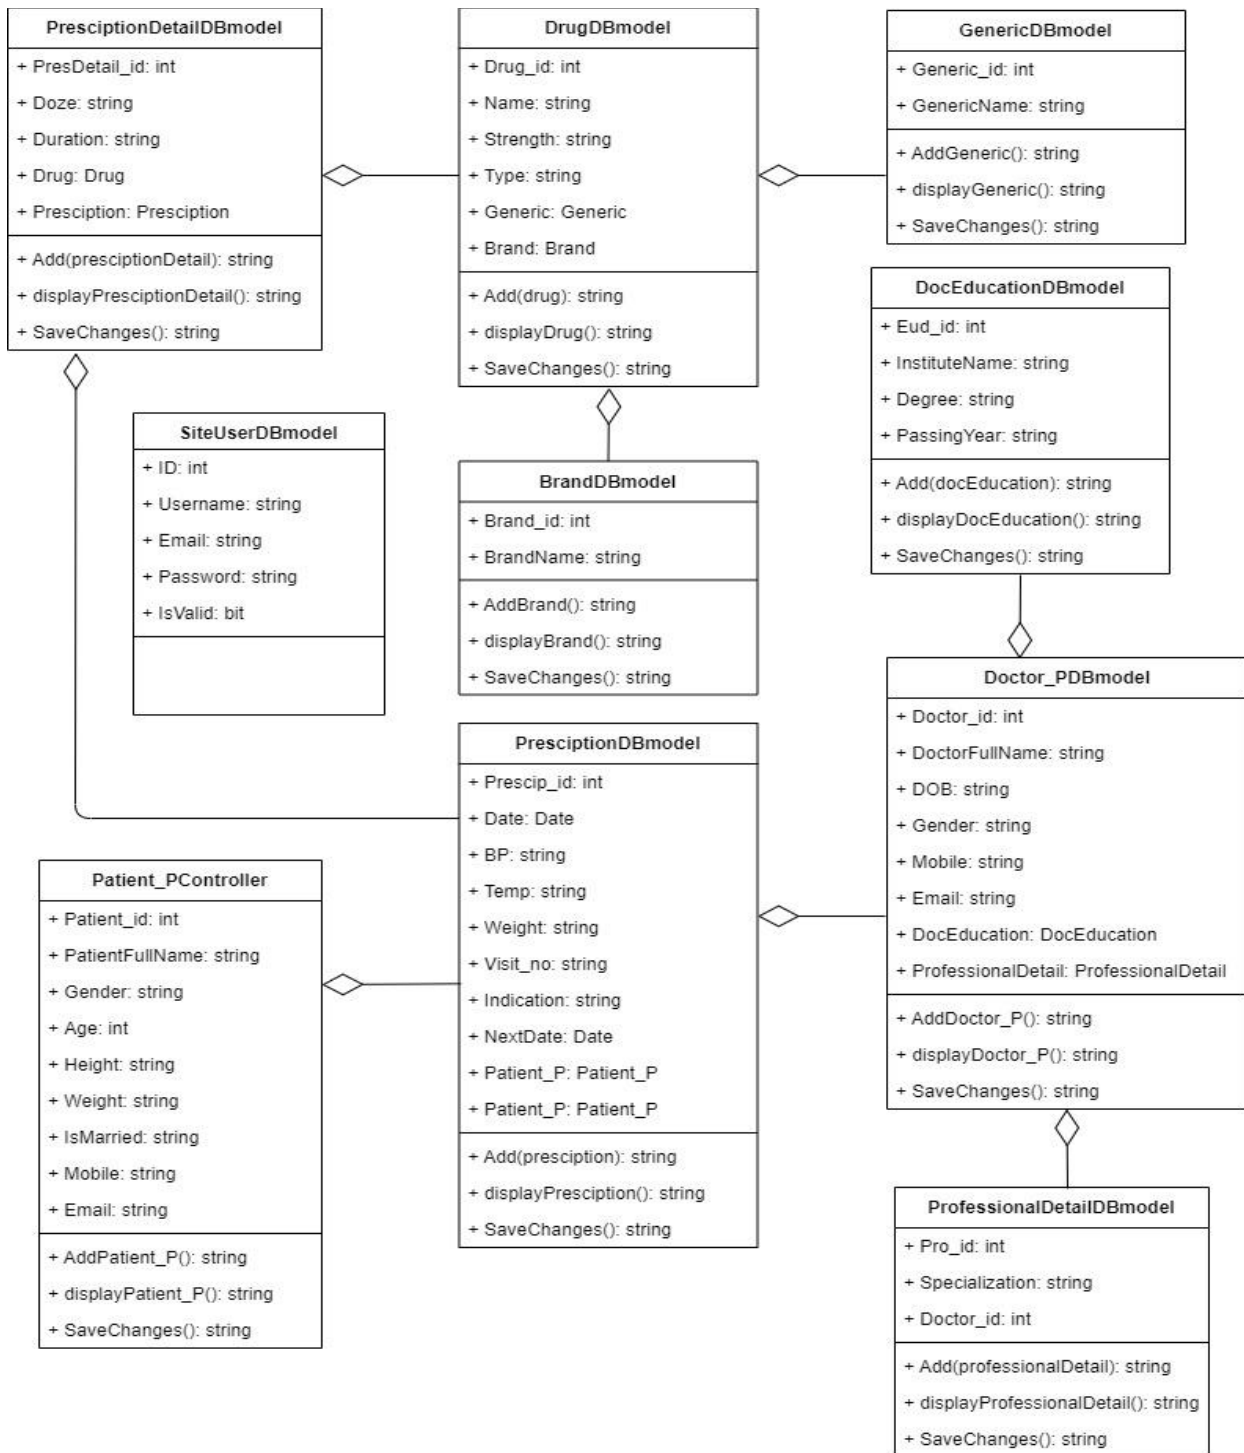 PresciptionDetailDBmodel
+ PresDetail_id: int
+ Doze: string
+ Duration: string
+ Drug: Drug
+ Presciption: Presciption
+ Add(presciptionDetail): string
+ displayPresciptionDetail(): string
+ SaveChanges(): string
DrugDBmodel
+ Drug_id: int
+ Name: string
+ Strength: string
+ Type: string
+ Generic: Generic
+ Brand: Brand
+ Add(drug): string
+ displayDrug(): string
+ SaveChanges(): string
GenericDBmodel
+ Generic_id: int
+ GenericName: string
+ AddGeneric(): string
+ displayGeneric(): string
+ SaveChanges(): string
DocEducationDBmodel
+ Eud_id: int
+ InstituteName: string
+ Degree: string
+ PassingYear: string
+ Add(docEducation): string
+ displayDocEducation(): string
+ SaveChanges(): string
SiteUserDBmodel
+ ID: int
+ Username: string
+ Email: string
+ Password: string
+ IsValid: bit
BrandDBmodel
+ Brand_id: int
+ BrandName: string
+ AddBrand(): string
+ displayBrand(): string
+ SaveChanges(): string
Doctor_PDBmodel
+ Doctor_id: int
+ DoctorFullName: string
+ DOB: string
+ Gender: string
+ Mobile: string
+ Email: string
+ DocEducation: DocEducation
+ ProfessionalDetail: ProfessionalDetail
+ AddDoctor_P(): string
+ displayDoctor_P(): string
+ SaveChanges(): string
PresciptionDBmodel
+ Prescip_id: int
+ Date: Date
+ BP: string
+ Temp: string
+ Weight: string
+ Visit_no: string
+ Indication: string
+ NextDate: Date
+ Patient_P: Patient_P
+ Patient_P: Patient_P
+ Add(presciption): string
+ displayPresciption(): string
+ SaveChanges(): string
Patient_PController
+ Patient_id: int
+ PatientFullName: string
+ Gender: string
+ Age: int
+ Height: string
+ Weight: string
+ IsMarried: string
+ Mobile: string
+ Email: string
+ AddPatient_P(): string
+ displayPatient_P(): string
+ SaveChanges(): string
ProfessionalDetailDBmodel
+ Pro_id: int
+ Specialization: string
+ Doctor_id: int
+ Add(professionalDetail): string
+ displayProfessionalDetail(): string
+ SaveChanges(): string